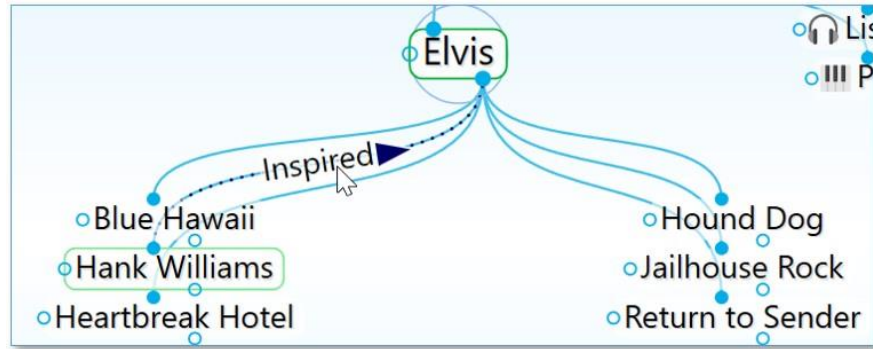 Elvis
Inspired
Blue Hawaii
Hank Williams
Heartbreak Hotel
Hound Dog
Jailhouse Rock
Return to Sender